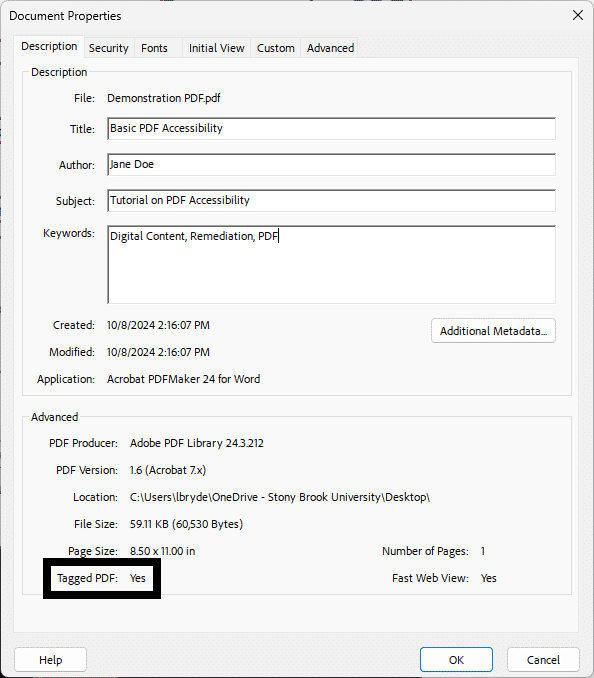 Document Properties
Description Security Fonts Initial View Custom Advanced
Description
File: Demonstration PDF.pdf
Title: Basic PDF Accessibility
Author: Jane Doe
Subject: Tutorial on PDF Accessibility
Keywords: Digital Content, Remediation, PDF
Created: 10/8/2024 2:16:07 PM
Additional Metadata...
Modified: 10/8/2024 2:16:07 PM
Application: Acrobat PDFMaker 24 for Word
Advanced
PDF Producer: Adobe PDF Library 24.3.212
PDF Version: 1.6 (Acrobat 7.x)
Location: C:\Users\lbryde\OneDrive - Stony Brook University\Desktop\
File Size: 59.11 KB (60,530 Bytes)
Page Size: 8.50 x 11.00 in Number of Pages: 1
Tagged PDF: Yes Fast Web View: Yes
Help OK Cancel